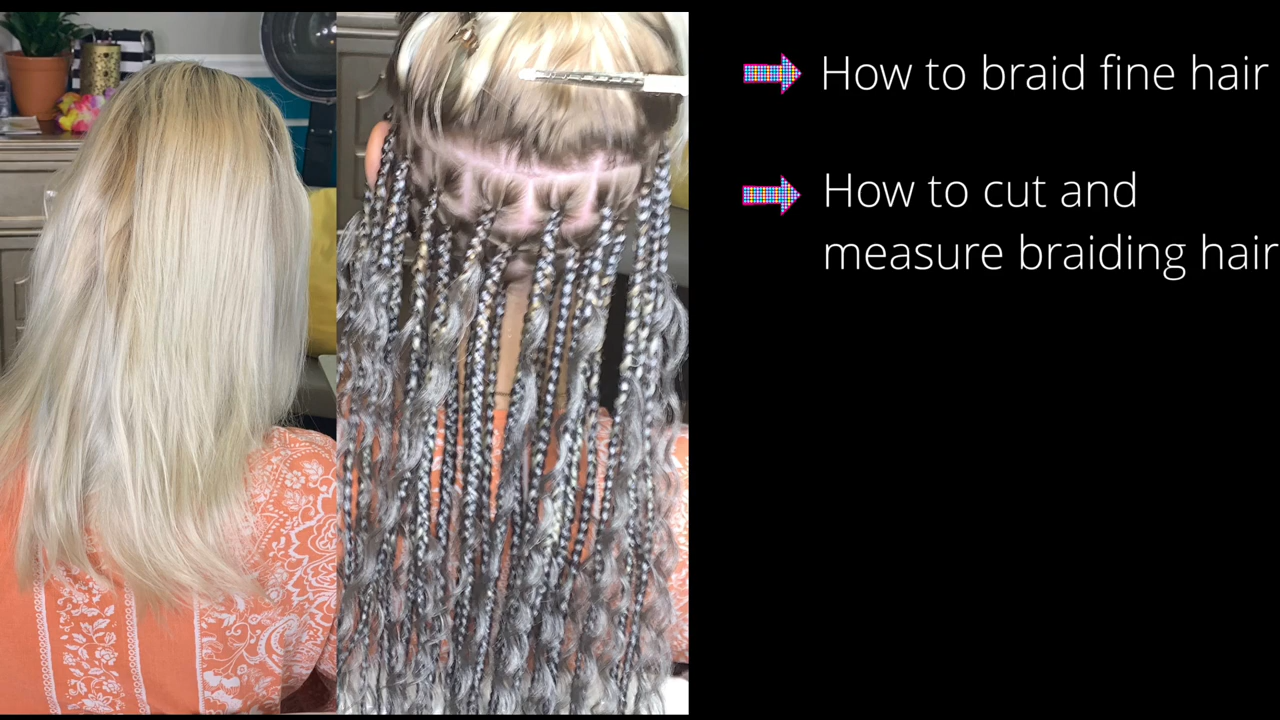 How to braid fine hair
How to cut and
measure braiding hair